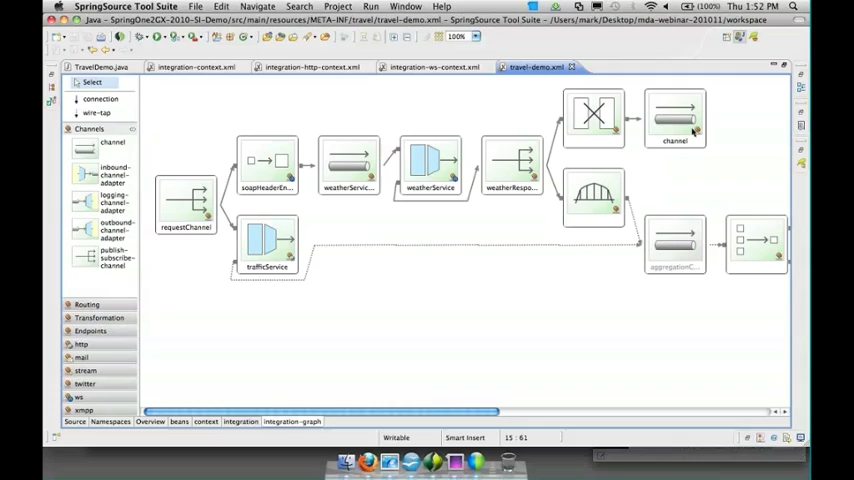 SpringSource Tool Suite File Edit Navigate Search Project Run Window Help (100%) Thu 1:52 PM
SpringSource Tool Suite – SpringOne2GX-2010-SI-Demo/src/main/resources/META-INF/travel/travel-demo.xml – /Users/mark/Desktop/mda-webinar-201011/workspace
100%
TravelDemo.java integration-context.xml integration-http-context.xml integration-ws-context.xml travel-demo.xml
Select
connection
wire-tap
Channels
channel
inbound-
channel-
adapter
logging-
channel-
adapter
outbound-
channel-
adapter
publish-
subscribe-
channel
Routing
Transformation
Endpoints
http
mail
stream
twitter
ws
xmpp
channel
soapHeaderEn...
weatherServic...
weatherService
weatherRespo...
requestChannel
trafficService
aggregationC...
Source Namespaces Overview beans context integration integration-graph
Writable Smart Insert 15 : 61